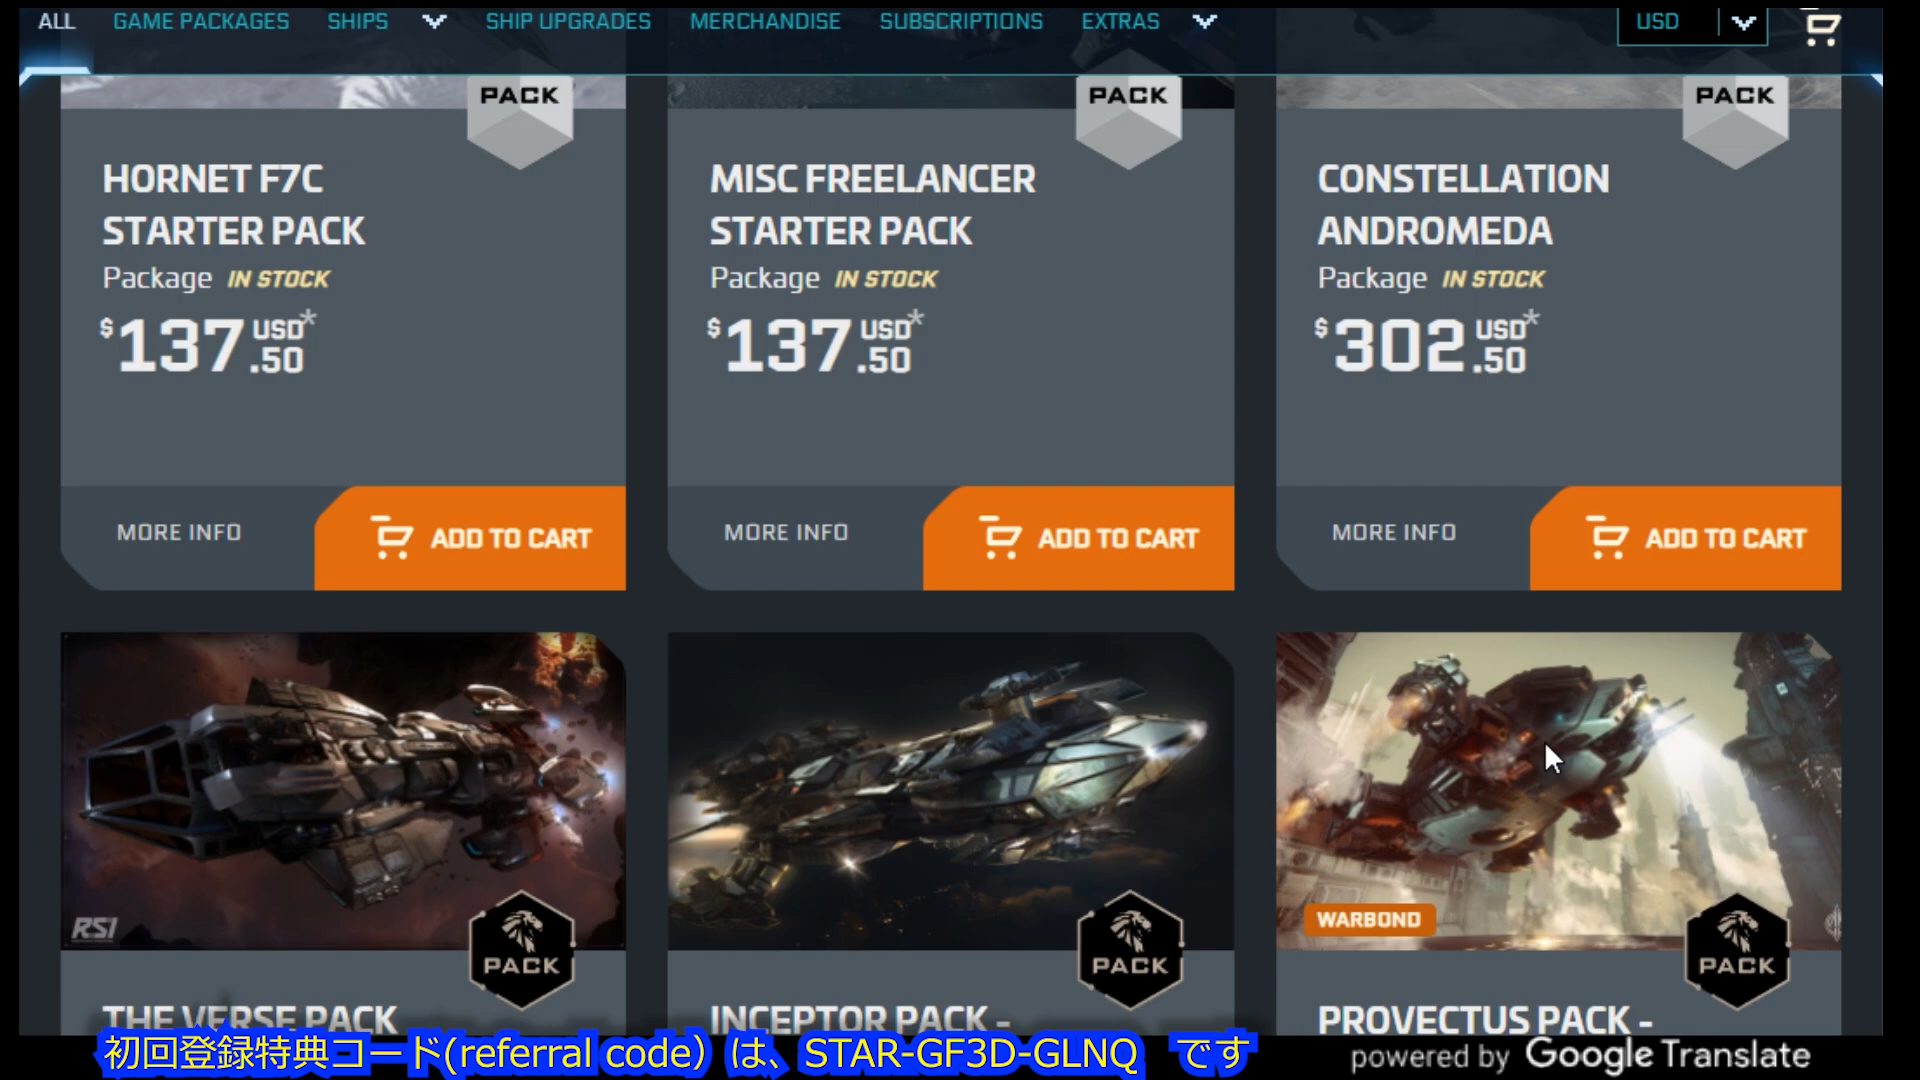 ALL GAME PACKAGES SHIPS SHIP UPGRADES MERCHANDISE SUBSCRIPTIONS EXTRAS USD
PACK
HORNET F7C
STARTER PACK
Package IN STOCK
$137.50 USD*
MORE INFO
ADD TO CART
PACK
MISC FREELANCER
STARTER PACK
Package IN STOCK
$137.50 USD*
MORE INFO
ADD TO CART
PACK
CONSTELLATION
ANDROMEDA
Package IN STOCK
$302.50 USD*
MORE INFO
ADD TO CART
RSI
PACK
THE VERSE PACK
PACK
INCEPTOR PACK -
WARBOND
PACK
PROVECTUS PACK -
初回登録特典コード(referral code）は、STAR-GF3D-GLNQ　です
powered by Google Translate